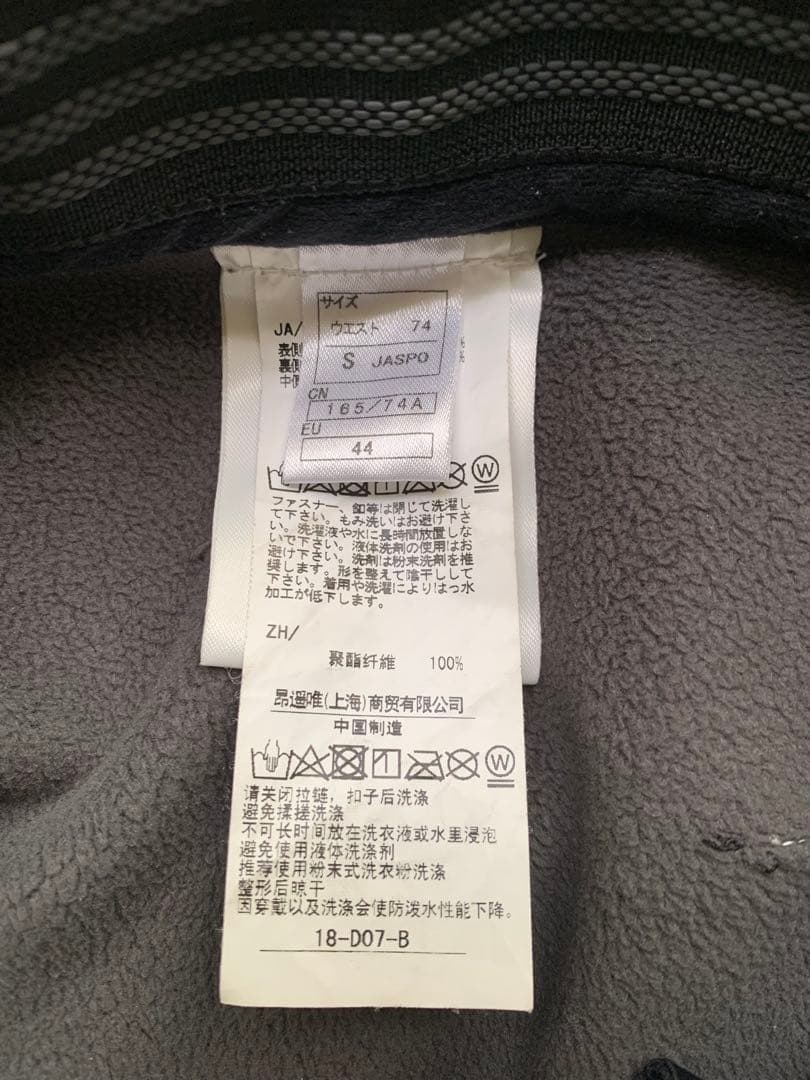 サイズ
ウエスト 74
S JASPO
CN
165/74A
EU
44
JA/
表側
裏側
中側
%
%
W
ファスナー、釦等は閉じて洗濯し
て下さい。もみ洗いはお避け下さ
い。洗濯液や水に長時間放置しな
いで下さい。液体洗剤の使用はお
避け下さい。洗剤は粉末洗剤を推
奨します。形を整えて陰干しして
下さい。着用や洗濯によりはっ水
加工が低下します。
ZH/
聚酯纤维 100%
昂遥唯(上海)商贸有限公司
中国制造
W
请关闭拉链，扣子后洗涤
避免揉搓洗涤
不可长时间放在洗衣液或水里浸泡
避免使用液体洗涤剂
推荐使用粉末式洗衣粉洗涤
整形后晾干
因穿戴以及洗涤会使防泼水性能下降。
18-D07-B